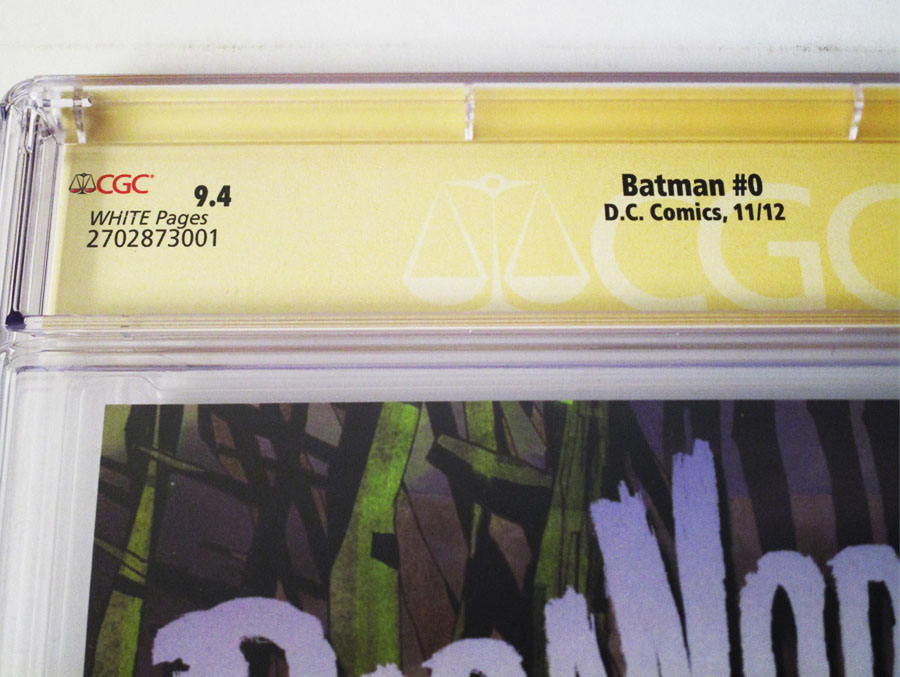 CGC
9.4
WHITE Pages
2702873001
Batman #0
D.C. Comics, 11/12
CGC